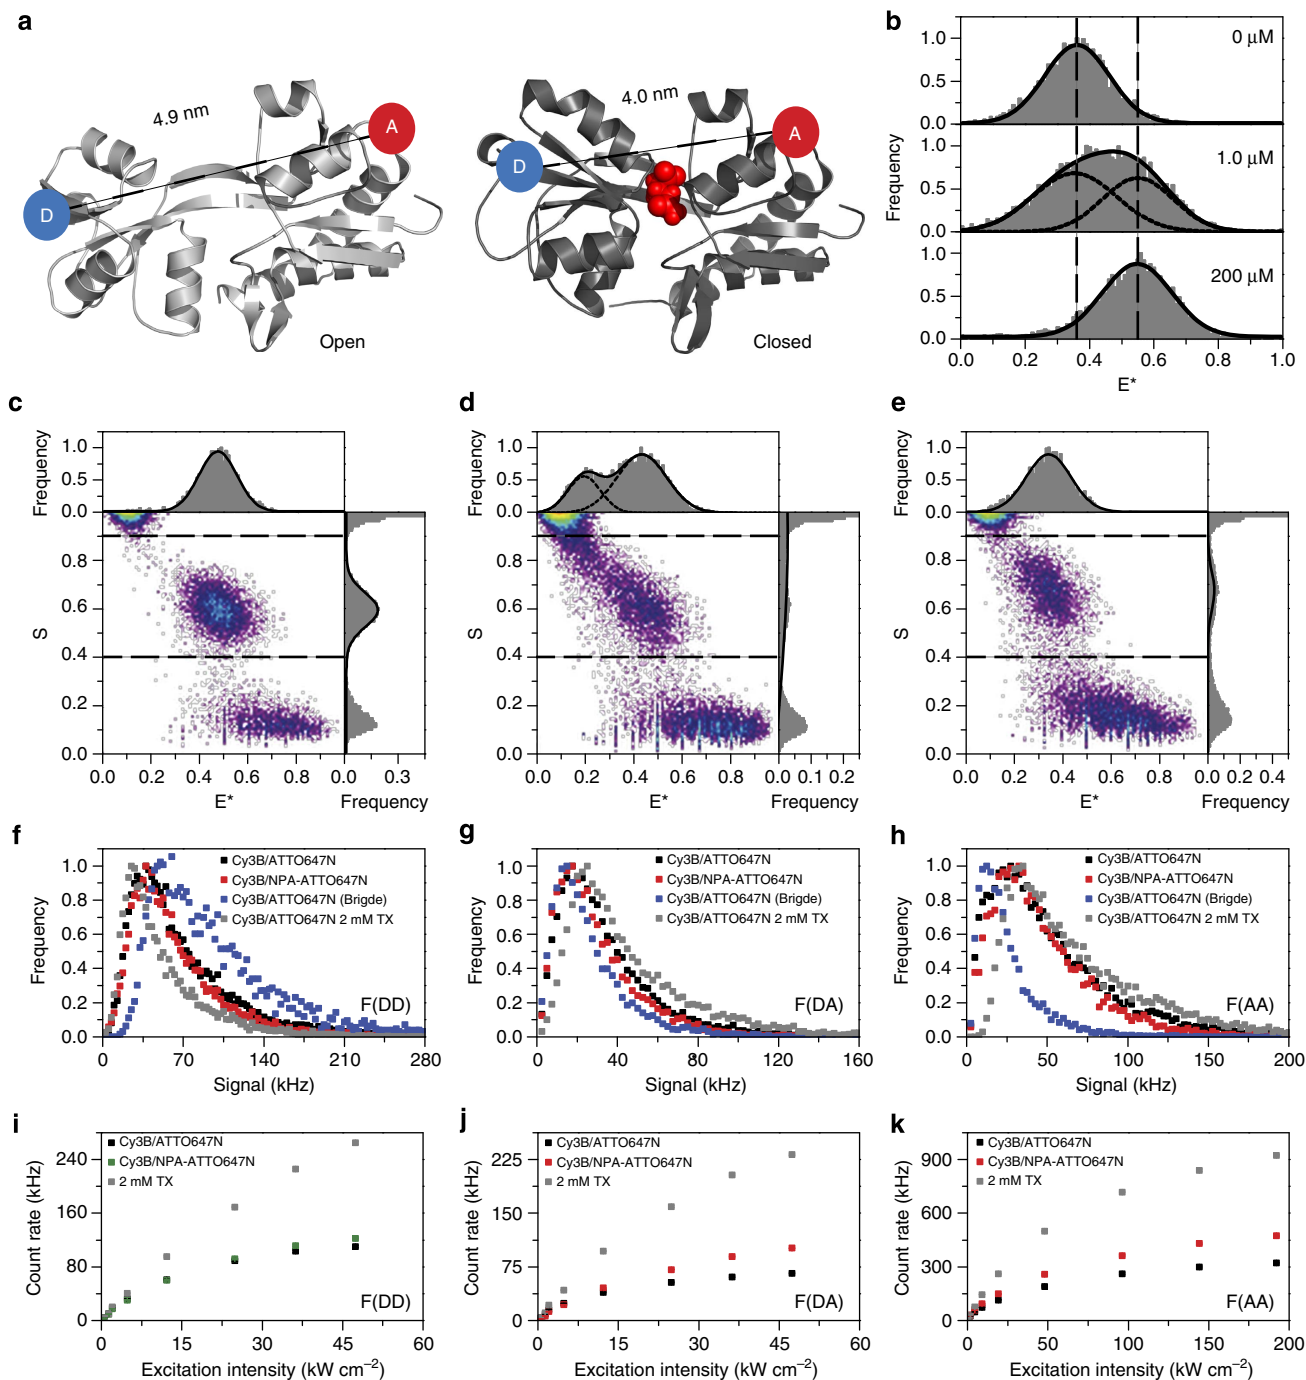 a
4.9 nm
D
A
Open
4.0 nm
D
A
Closed
b
Frequency
1.0
0.5
0.0
0 μM
1.0
0.5
0.0
1.0 μM
1.0
0.5
0.0
200 μM
0.0 0.2 0.4 0.6 0.8 1.0
E*
c
Frequency
1.0
0.5
0.0
S
0.8
0.6
0.4
0.2
0.0
0.0 0.2 0.4 0.6 0.8 0.0 0.3
E* Frequency
d
Frequency
1.0
0.5
0.0
S
0.8
0.6
0.4
0.2
0.0
0.0 0.2 0.4 0.6 0.8 0.0 0.1 0.2
E* Frequency
e
Frequency
1.0
0.5
0.0
S
0.8
0.6
0.4
0.2
0.0
0.0 0.2 0.4 0.6 0.8 0.0 0.2 0.4
E* Frequency
f
Frequency
1.0
0.8
0.6
0.4
0.2
0.0
Cy3B/ATTO647N
Cy3B/NPA-ATTO647N
Cy3B/ATTO647N (Brigde)
Cy3B/ATTO647N 2 mM TX
F(DD)
0 70 140 210 280
Signal (kHz)
g
Frequency
1.0
0.8
0.6
0.4
0.2
0.0
Cy3B/ATTO647N
Cy3B/NPA-ATTO647N
Cy3B/ATTO647N (Brigde)
Cy3B/ATTO647N 2 mM TX
F(DA)
0 40 80 120 160
Signal (kHz)
h
Frequency
1.0
0.8
0.6
0.4
0.2
0.0
Cy3B/ATTO647N
Cy3B/NPA-ATTO647N
Cy3B/ATTO647N (Brigde)
Cy3B/ATTO647N 2 mM TX
F(AA)
0 50 100 150 200
Signal (kHz)
i
Count rate (kHz)
240
160
80
0
Cy3B/ATTO647N
Cy3B/NPA-ATTO647N
2 mM TX
F(DD)
0 15 30 45 60
Excitation intensity (kW cm⁻²)
j
Count rate (kHz)
225
150
75
0
Cy3B/ATTO647N
Cy3B/NPA-ATTO647N
2 mM TX
F(DA)
0 15 30 45 60
Excitation intensity (kW cm⁻²)
k
Count rate (kHz)
900
600
300
0
Cy3B/ATTO647N
Cy3B/NPA-ATTO647N
2 mM TX
F(AA)
0 50 100 150 200
Excitation intensity (kW cm⁻²)